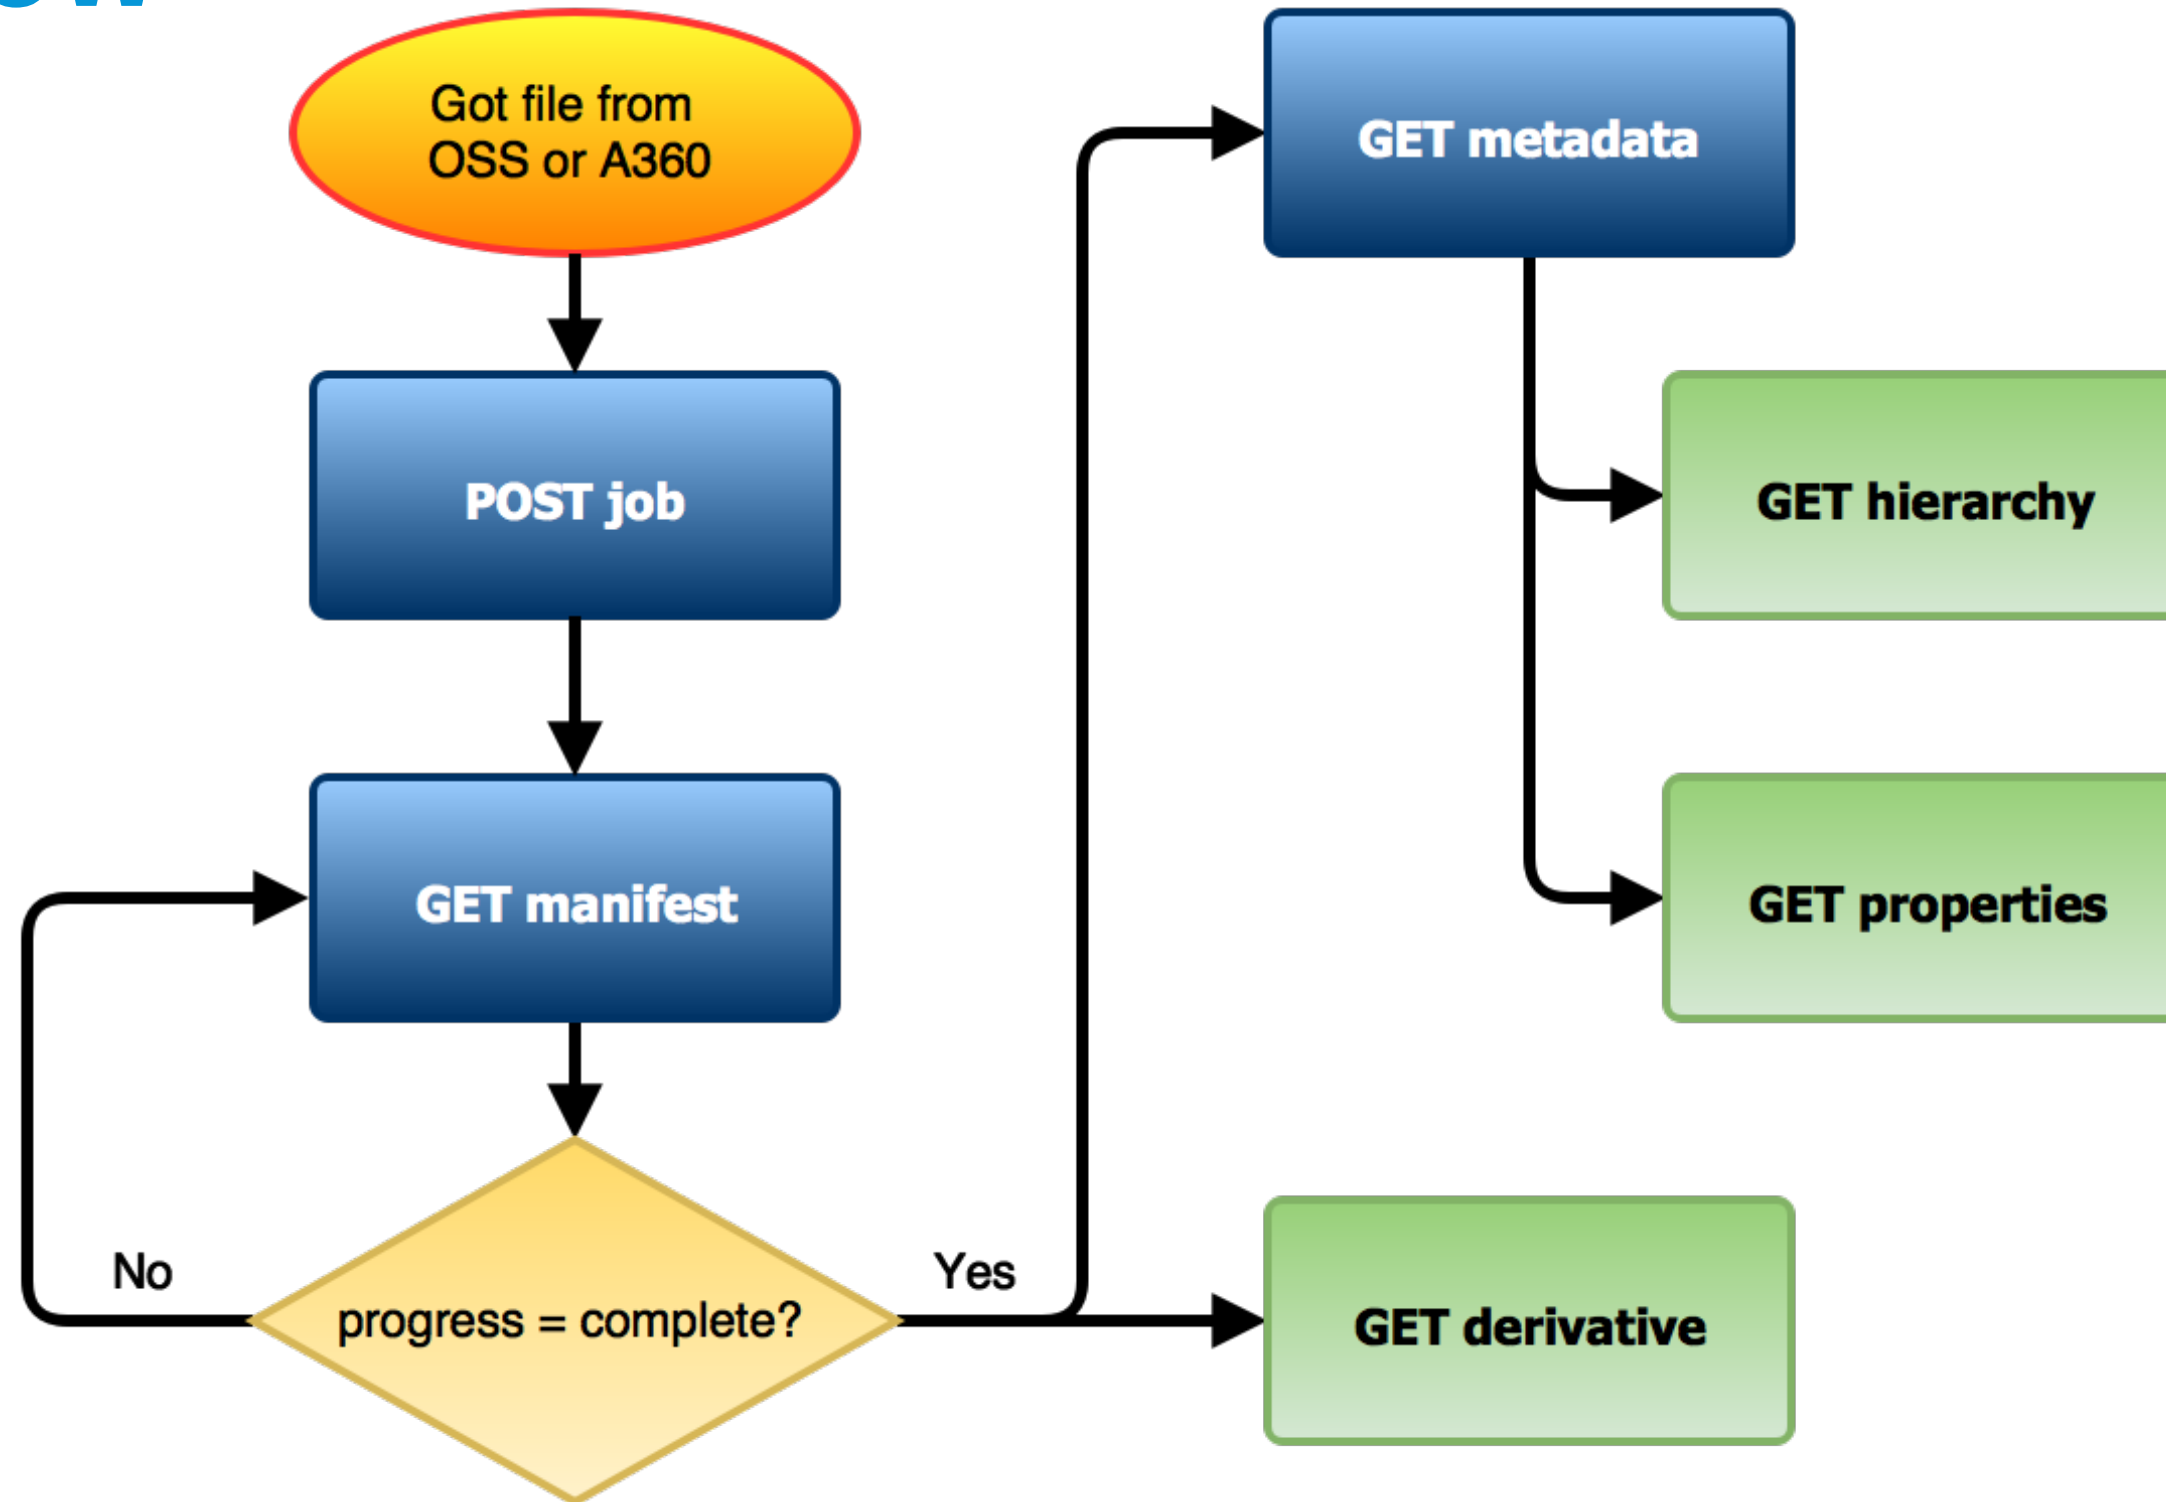 Got file from
OSS or A360
POST job
GET manifest
No
progress = complete?
Yes
GET metadata
GET hierarchy
GET properties
GET derivative